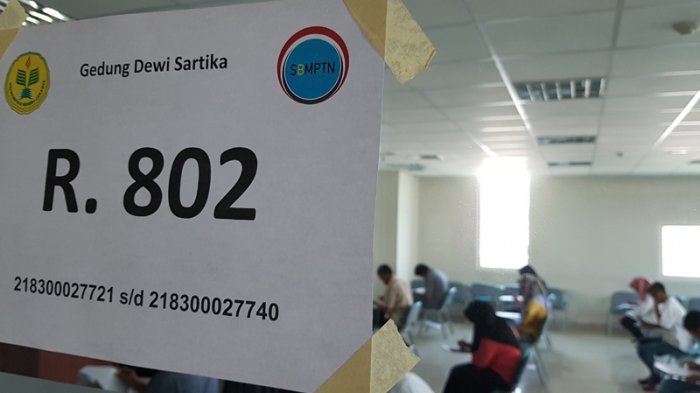 Gedung Dewi Sartika
SBMPTN
R. 802
218300027721 s/d 218300027740